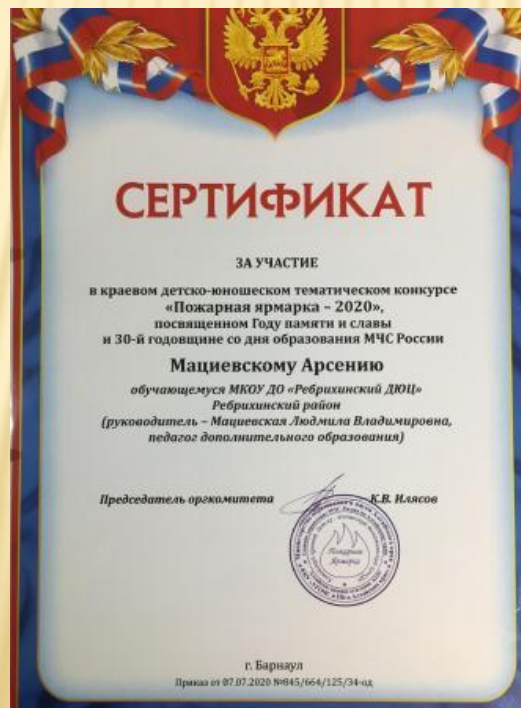 СЕРТИФИКАТ
ЗА УЧАСТИЕ
в краевом детско-юношеском тематическом конкурсе
«Пожарная ярмарка – 2020»,
посвященном Году памяти и славы
и 30-й годовщине со дня образования МЧС России
Мациевскому Арсению
обучающемуся МКОУ ДО «Ребрихинский ДЮЦ»
Ребрихинский район
(руководитель – Мациевская Людмила Владимировна,
педагог дополнительного образования)
Председатель оргкомитета К.В. Илясов
Пожарная
Ярмарка
г. Барнаул
Приказ от 07.07.2020 №845/664/125/34-од